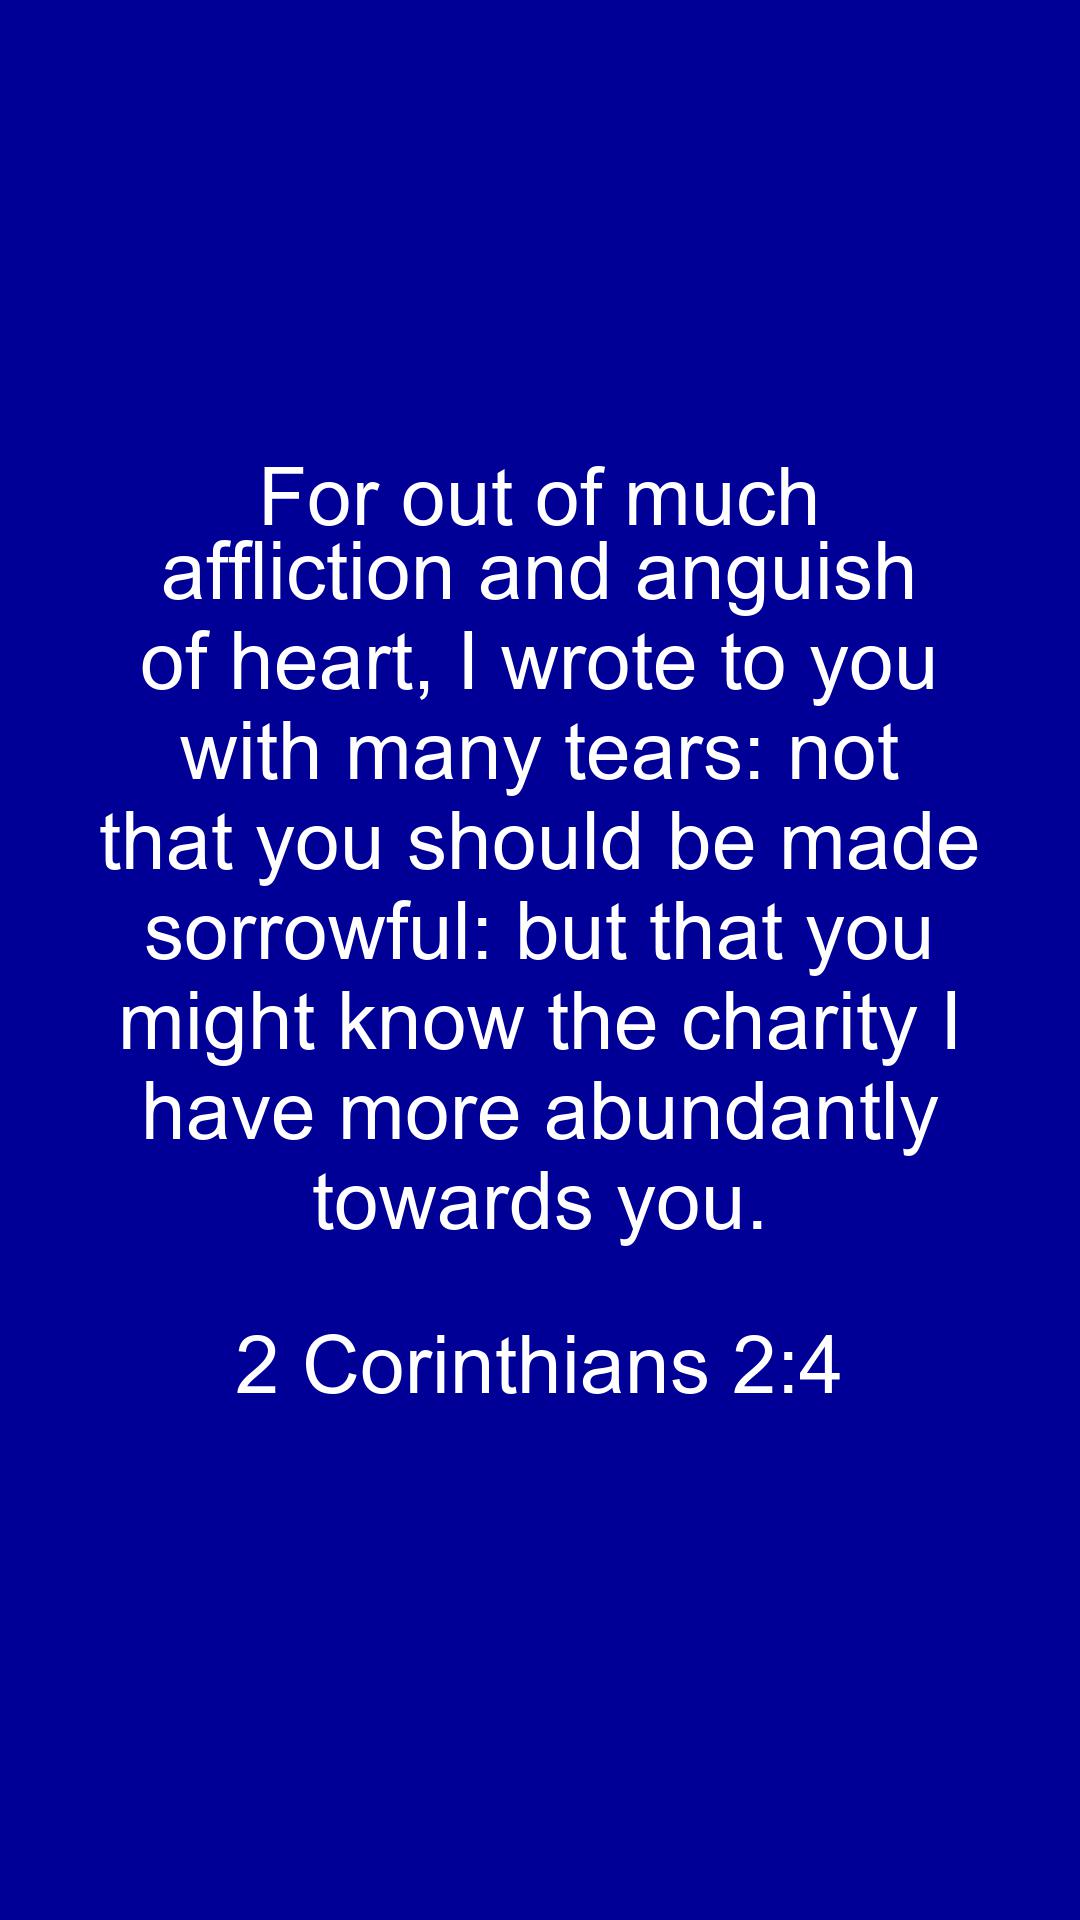 For out of much
affliction and anguish
of heart, I wrote to you
with many tears: not
that you should be made
sorrowful: but that you
might know the charity I
have more abundantly
towards you.
2 Corinthians 2:4